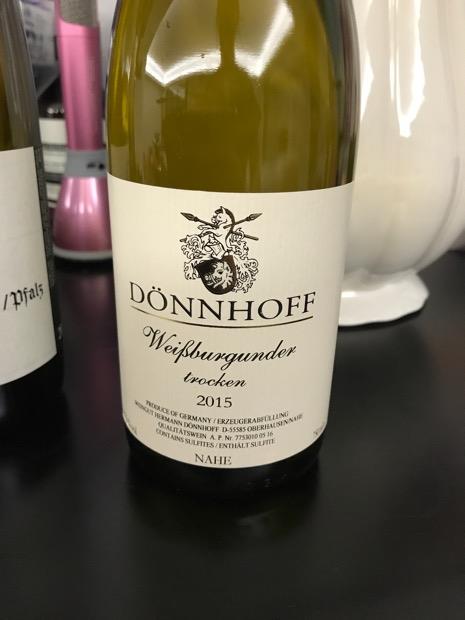 /Pfalz
DÖNNHOFF
Weißburgunder
trocken
2015
PRODUCE OF GERMANY / ERZEUGERABFÜLLUNG
WEINGUT HERMANN DÖNNHOFF D-55585 OBERHAUSEN/NAHE
QUALITÄTSWEIN A. P. Nr. 7753010 05 16
CONTAINS SULFITES / ENTHÄLT SULFITE
NAHE